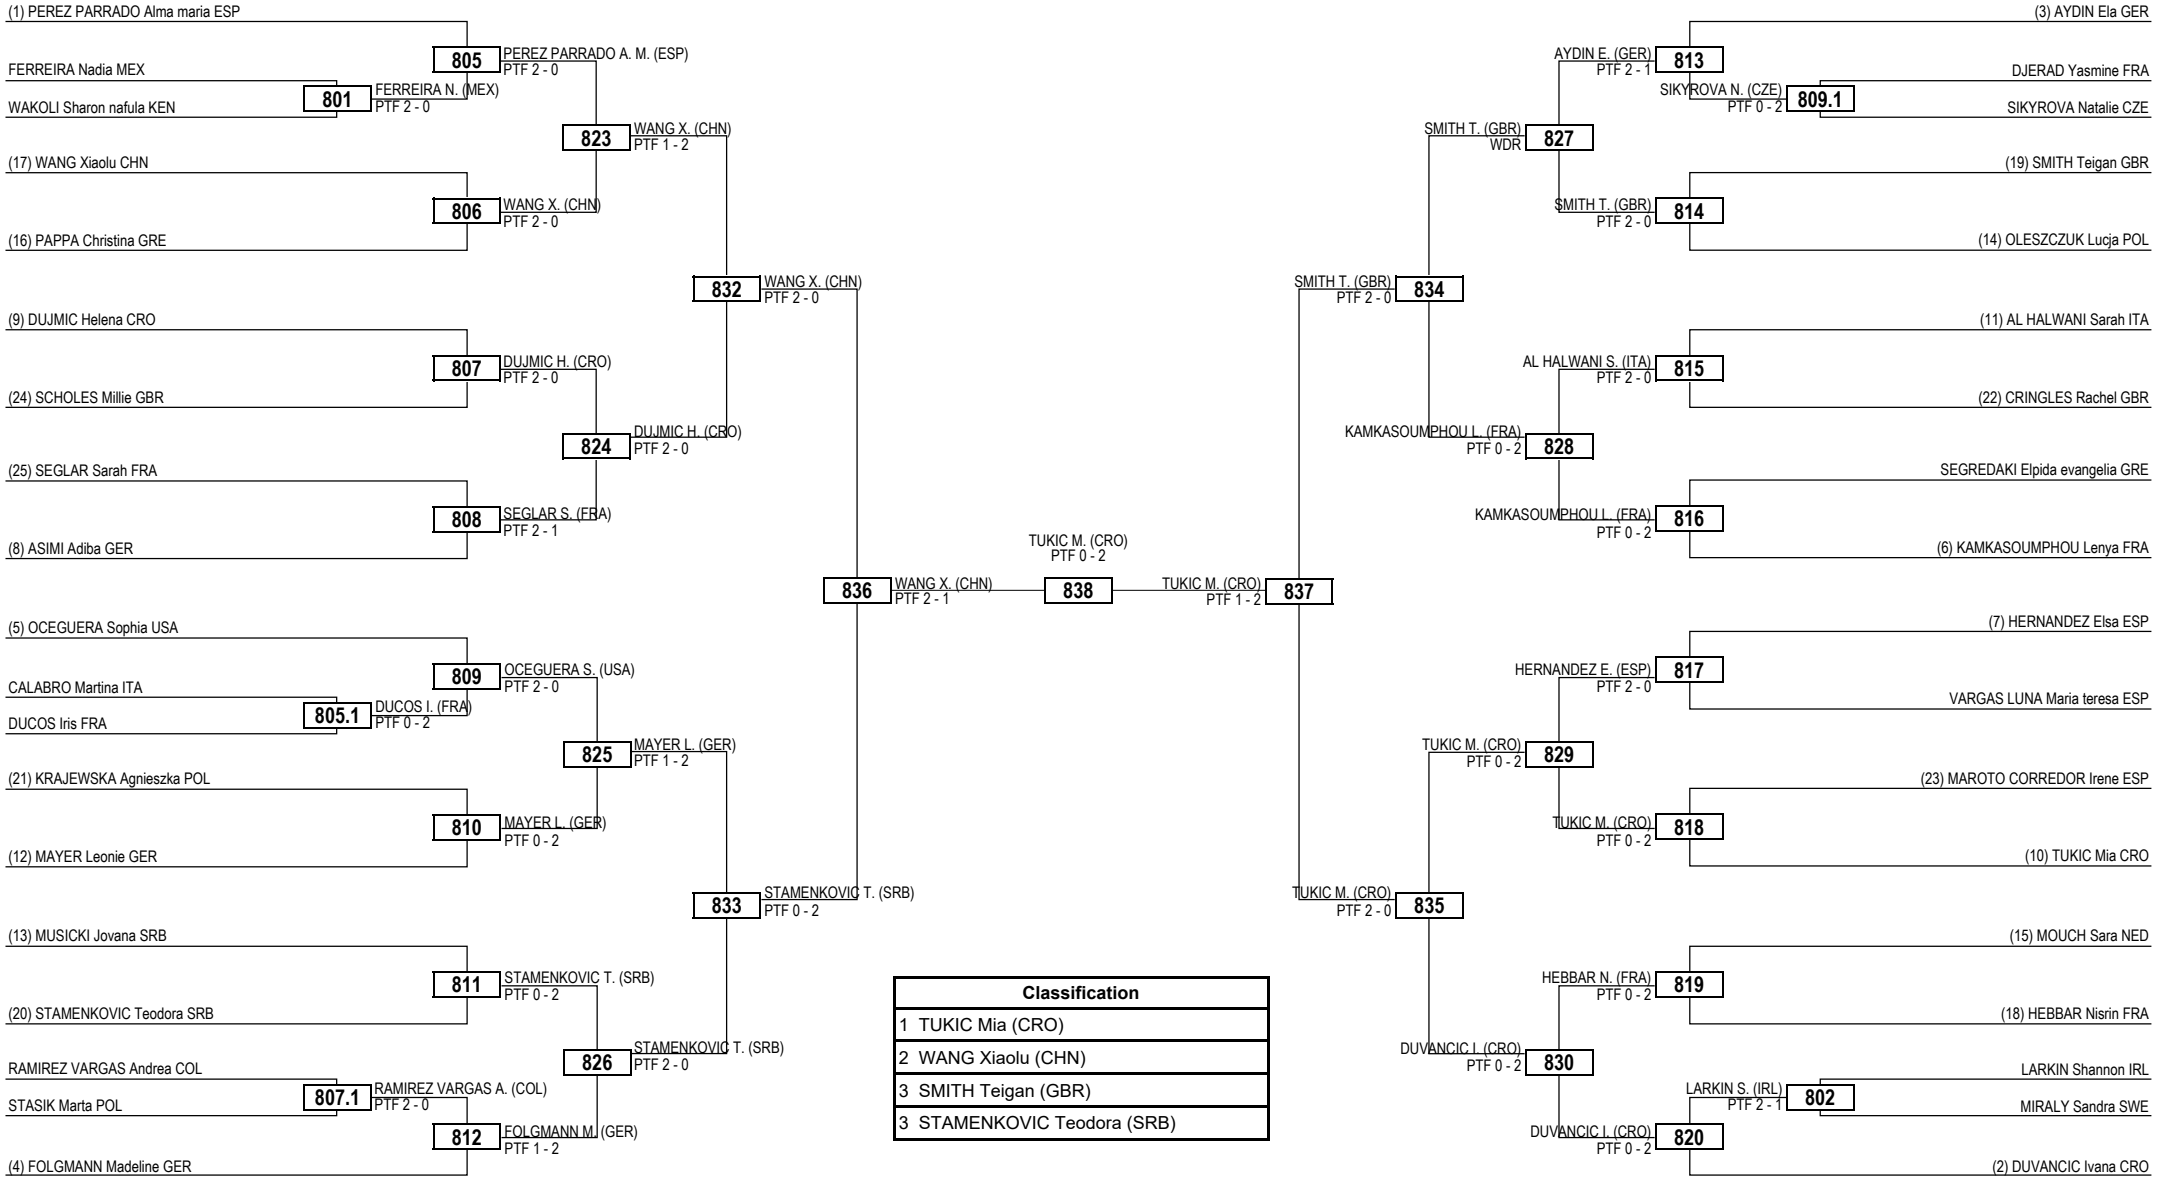 (1) PEREZ PARRADO Alma maria ESP
FERREIRA Nadia MEX
WAKOLI Sharon nafula KEN
(17) WANG Xiaolu CHN
(16) PAPPA Christina GRE
(9) DUJMIC Helena CRO
(24) SCHOLES Millie GBR
(25) SEGLAR Sarah FRA
(8) ASIMI Adiba GER
(5) OCEGUERA Sophia USA
CALABRO Martina ITA
DUCOS Iris FRA
(21) KRAJEWSKA Agnieszka POL
(12) MAYER Leonie GER
(13) MUSICKI Jovana SRB
(20) STAMENKOVIC Teodora SRB
RAMIREZ VARGAS Andrea COL
STASIK Marta POL
(4) FOLGMANN Madeline GER
801
FERREIRA N. (MEX)
PTF 2 - 0
805.1
DUCOS I. (FRA)
PTF 0 - 2
807.1
RAMIREZ VARGAS A. (COL)
PTF 2 - 0
805
PEREZ PARRADO A. M. (ESP)
PTF 2 - 0
806
WANG X. (CHN)
PTF 2 - 0
807
DUJMIC H. (CRO)
PTF 2 - 0
808
SEGLAR S. (FRA)
PTF 2 - 1
809
OCEGUERA S. (USA)
PTF 2 - 0
810
MAYER L. (GER)
PTF 0 - 2
811
STAMENKOVIC T. (SRB)
PTF 0 - 2
812
FOLGMANN M. (GER)
PTF 1 - 2
823
WANG X. (CHN)
PTF 1 - 2
824
DUJMIC H. (CRO)
PTF 2 - 0
825
MAYER L. (GER)
PTF 1 - 2
826
STAMENKOVIC T. (SRB)
PTF 2 - 0
832
WANG X. (CHN)
PTF 2 - 0
833
STAMENKOVIC T. (SRB)
PTF 0 - 2
836
WANG X. (CHN)
PTF 2 - 1
TUKIC M. (CRO)
PTF 0 - 2
838
TUKIC M. (CRO)
PTF 1 - 2
837
SMITH T. (GBR)
PTF 2 - 0
834
TUKIC M. (CRO)
PTF 2 - 0
835
SMITH T. (GBR)
WDR
827
KAMKASOUMPHOU L. (FRA)
PTF 0 - 2
828
TUKIC M. (CRO)
PTF 0 - 2
829
DUVANCIC I. (CRO)
PTF 0 - 2
830
AYDIN E. (GER)
PTF 2 - 1
813
SMITH T. (GBR)
PTF 2 - 0
814
AL HALWANI S. (ITA)
PTF 2 - 0
815
KAMKASOUMPHOU L. (FRA)
PTF 0 - 2
816
HERNANDEZ E. (ESP)
PTF 2 - 0
817
TUKIC M. (CRO)
PTF 0 - 2
818
HEBBAR N. (FRA)
PTF 0 - 2
819
DUVANCIC I. (CRO)
PTF 0 - 2
820
SIKYROVA N. (CZE)
PTF 0 - 2
809.1
LARKIN S. (IRL)
PTF 2 - 1
802
(3) AYDIN Ela GER
DJERAD Yasmine FRA
SIKYROVA Natalie CZE
(19) SMITH Teigan GBR
(14) OLESZCZUK Lucja POL
(11) AL HALWANI Sarah ITA
(22) CRINGLES Rachel GBR
SEGREDAKI Elpida evangelia GRE
(6) KAMKASOUMPHOU Lenya FRA
(7) HERNANDEZ Elsa ESP
VARGAS LUNA Maria teresa ESP
(23) MAROTO CORREDOR Irene ESP
(10) TUKIC Mia CRO
(15) MOUCH Sara NED
(18) HEBBAR Nisrin FRA
LARKIN Shannon IRL
MIRALY Sandra SWE
(2) DUVANCIC Ivana CRO
Classification
1 TUKIC Mia (CRO)
2 WANG Xiaolu (CHN)
3 SMITH Teigan (GBR)
3 STAMENKOVIC Teodora (SRB)